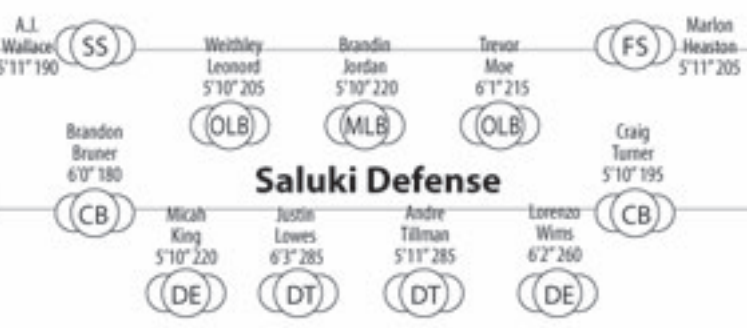 A.J.
Wallace
5'11" 190
SS
Weithley
Leonord
5'10" 205
OLB
Brandin
Jordan
5'10" 220
MLB
Trevor
Moe
6'1" 215
OLB
FS
Marlon
Heaston
5'11" 205
Brandon
Bruner
6'0" 180
CB
Saluki Defense
Craig
Turner
5'10" 195
CB
Micah
King
5'10" 220
DE
Justin
Lowes
6'3" 285
DT
Andre
Tillman
5'11" 285
DT
Lorenzo
Wims
6'2" 260
DE